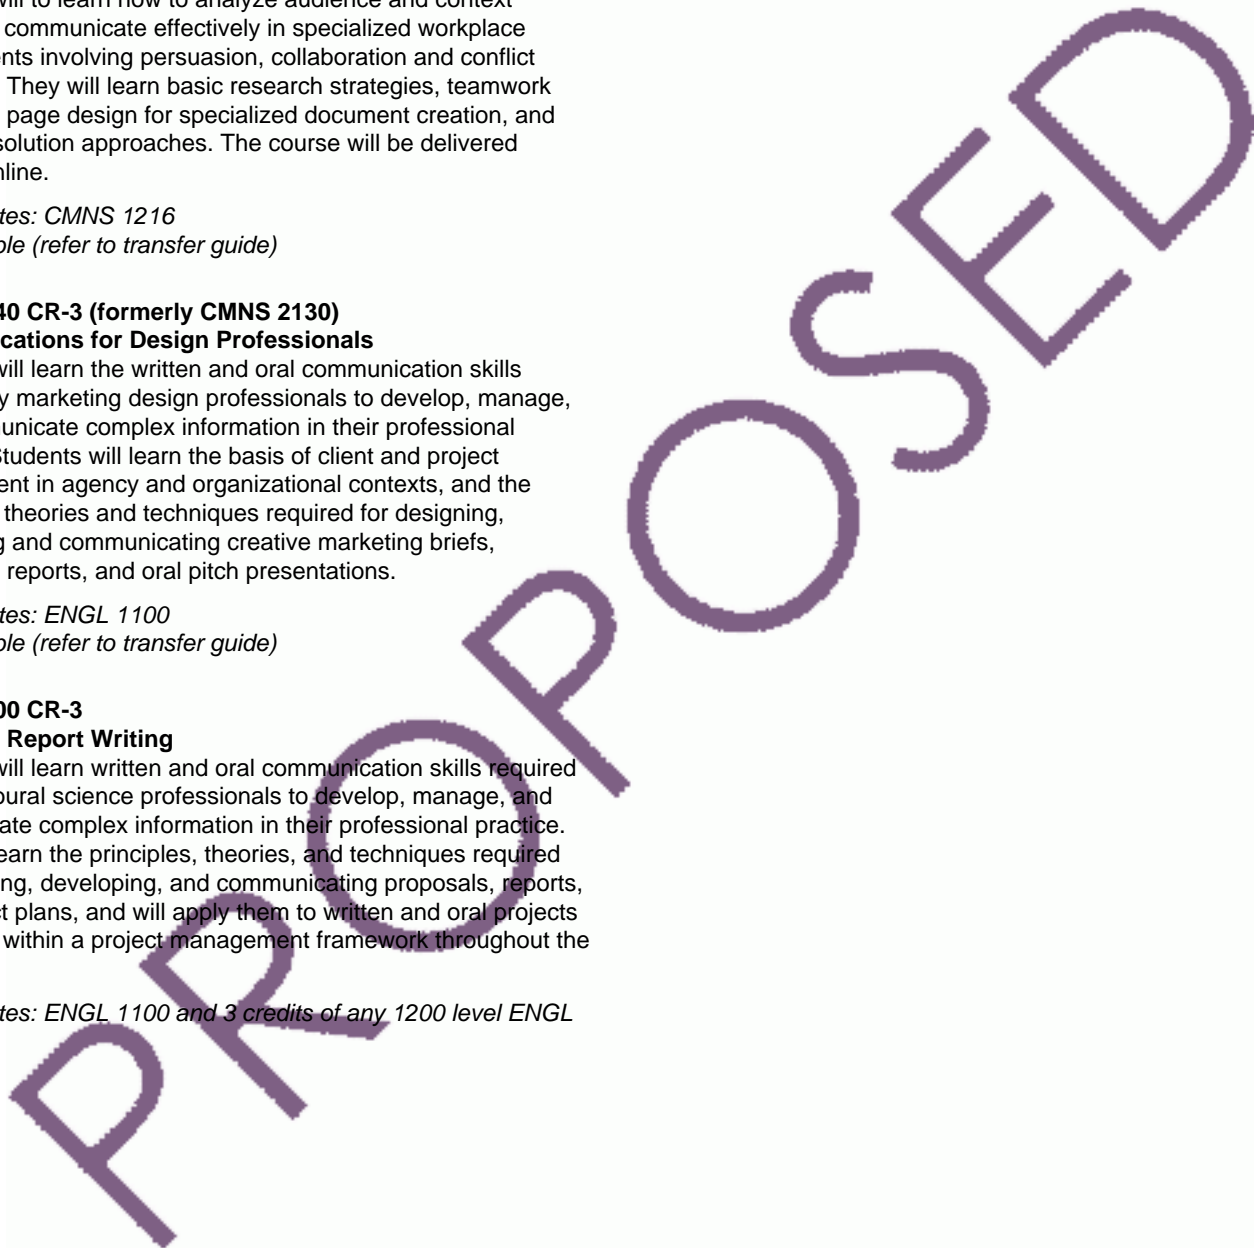 will to learn how to analyze audience and context
communicate effectively in specialized workplace
nts involving persuasion, collaboration and conflict
They will learn basic research strategies, teamwork
page design for specialized document creation, and
solution approaches. The course will be delivered
nline.
tes: CMNS 1216
ble (refer to transfer guide)
40 CR-3 (formerly CMNS 2130)
cations for Design Professionals
will learn the written and oral communication skills
y marketing design professionals to develop, manage,
unicate complex information in their professional
Students will learn the basis of client and project
ent in agency and organizational contexts, and the
theories and techniques required for designing,
g and communicating creative marketing briefs,
reports, and oral pitch presentations.
tes: ENGL 1100
ble (refer to transfer guide)
00 CR-3
Report Writing
will learn written and oral communication skills required
oural science professionals to develop, manage, and
ate complex information in their professional practice.
earn the principles, theories, and techniques required
ng, developing, and communicating proposals, reports,
ct plans, and will apply them to written and oral projects
within a project management framework throughout the
tes: ENGL 1100 and 3 credits of any 1200 level ENGL
PROPOSED